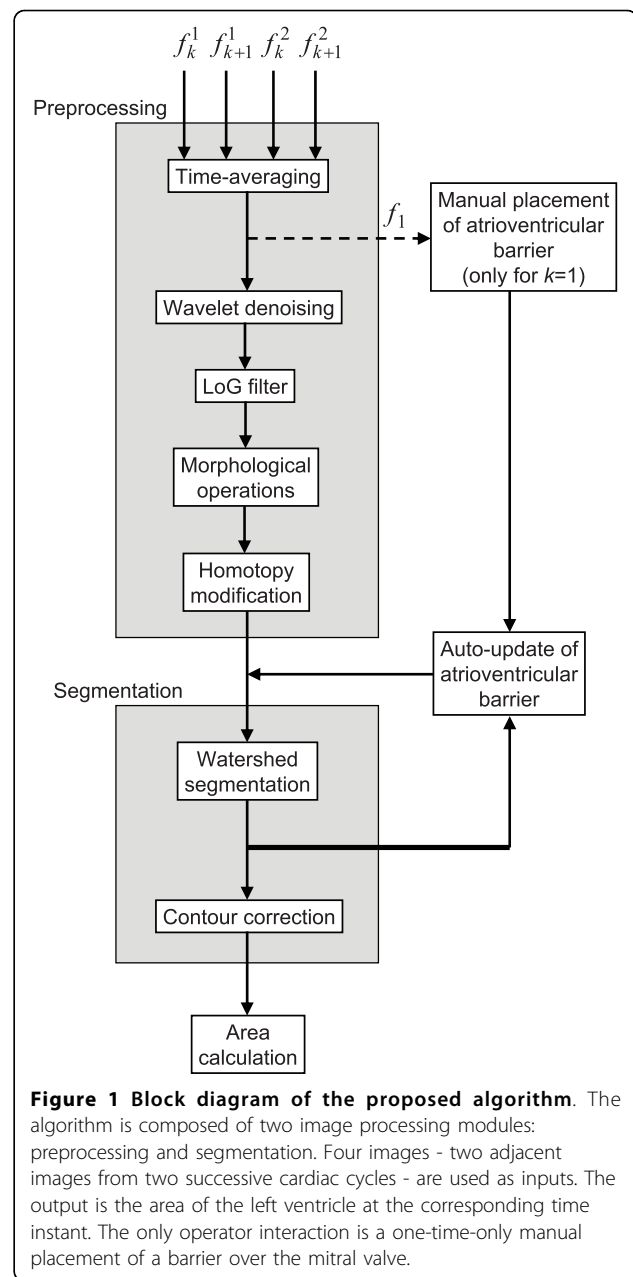 f_k^1 f_{k+1}^1 f_k^2 f_{k+1}^2
Preprocessing
Time-averaging
f_1
Manual placement
of atrioventricular
barrier
(only for k=1)
Wavelet denoising
LoG filter
Morphological
operations
Homotopy
modification
Auto-update of
atrioventricular
barrier
Segmentation
Watershed
segmentation
Contour correction
Area
calculation
Figure 1 Block diagram of the proposed algorithm. The
algorithm is composed of two image processing modules:
preprocessing and segmentation. Four images - two adjacent
images from two successive cardiac cycles - are used as inputs. The
output is the area of the left ventricle at the corresponding time
instant. The only operator interaction is a one-time-only manual
placement of a barrier over the mitral valve.